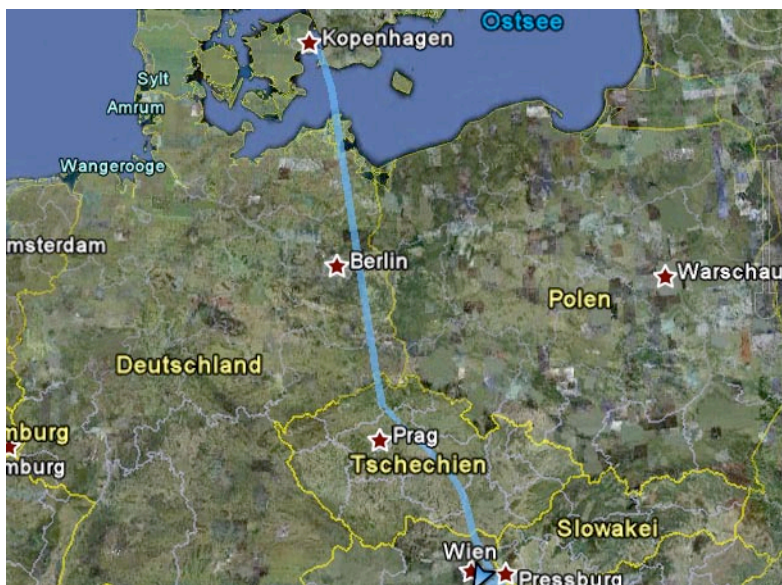 Ostsee
Kopenhagen
Sylt
Amrum
Wangerooge
msterdam
Berlin
Warschau
Polen
Deutschland
mburg
mburg
Prag
Tschechien
Slowakei
Wien
Pressburg